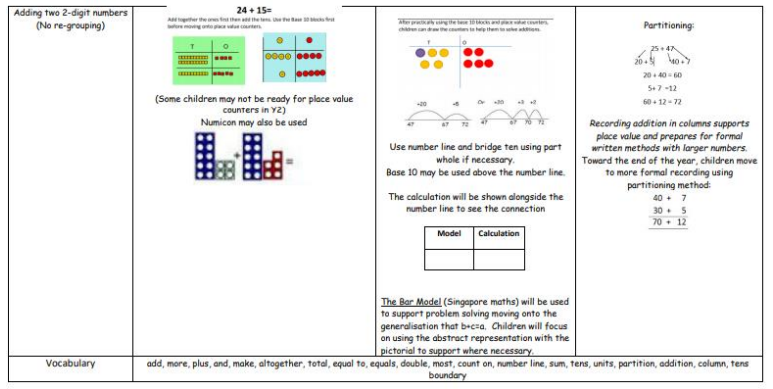 Adding two 2-digit numbers
(No re-grouping)
24 + 15=
Add together the ones first then add the tens. Use the Base 10 blocks first
before moving onto place value counters.
T O
(Some children may not be ready for place value
counters in Y2)
Numicon may also be used
+ =
After practically using the base 10 blocks and place value counters,
children can draw the counters to help them to solve additions.
T O
+20 +5 Or +20 +3 +2
47 67 72 47 67 70 72
Use number line and bridge ten using part
whole if necessary.
Base 10 may be used above the number line.
The calculation will be shown alongside the
number line to see the connection
Model Calculation
The Bar Model (Singapore maths) will be used
to support problem solving moving onto the
generalisation that b+c=a. Children will focus
on using the abstract representation with the
pictorial to support where necessary.
Partitioning:
25 + 47
20 + 5 40 + 7
20 + 40 = 60
5+ 7 =12
60 + 12 = 72
Recording addition in columns supports
place value and prepares for formal
written methods with larger numbers.
Toward the end of the year, children move
to more formal recording using
partitioning method:
40 + 7
30 + 5
70 + 12
Vocabulary
add, more, plus, and, make, altogether, total, equal to, equals, double, most, count on, number line, sum, tens, units, partition, addition, column, tens
boundary